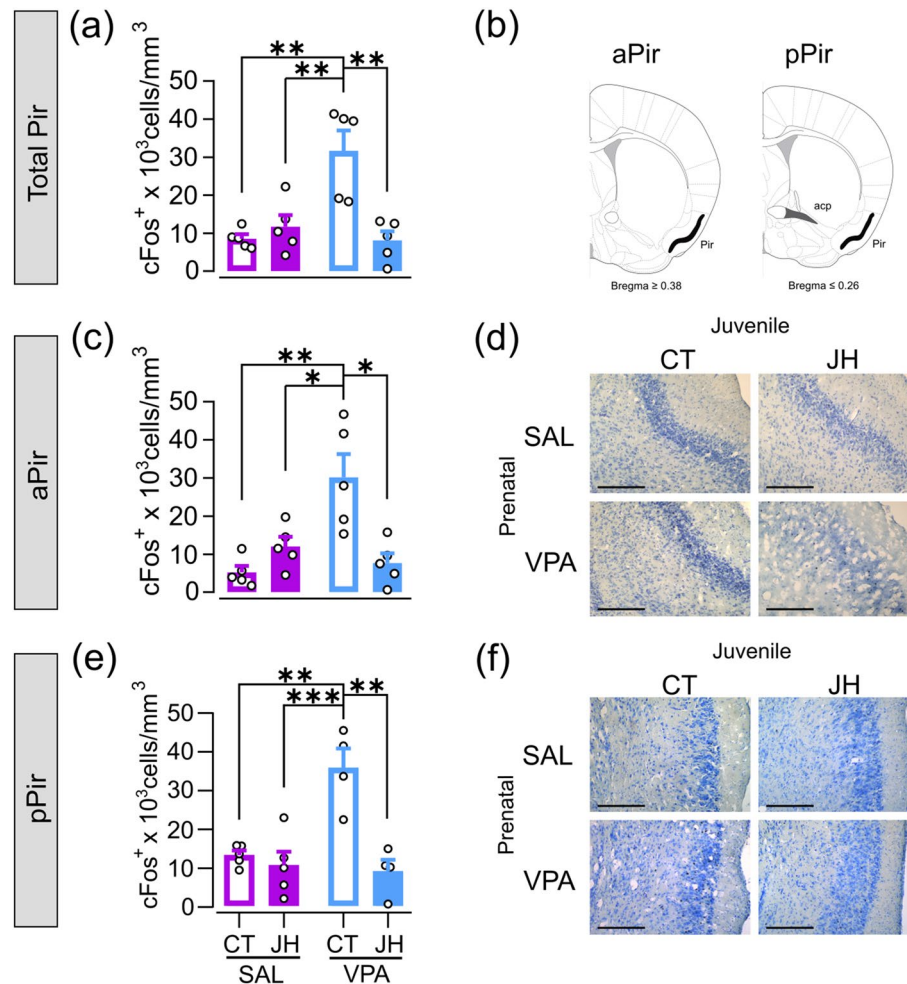 (a)
Total Pir
cFos+ x 10³cells/mm³
50
40
30
20
10
0
**
**
**
(b)
aPir
pPir
acp
Pir
Pir
Bregma ≥ 0.38
Bregma ≤ 0.26
(c)
aPir
cFos+ x 10³cells/mm³
50
40
30
20
10
0
**
*
*
(d)
Juvenile
CT
JH
Prenatal
SAL
VPA
(e)
pPir
cFos+ x 10³cells/mm³
50
40
30
20
10
0
**
***
**
CT
JH
CT
JH
SAL
VPA
(f)
Juvenile
CT
JH
Prenatal
SAL
VPA